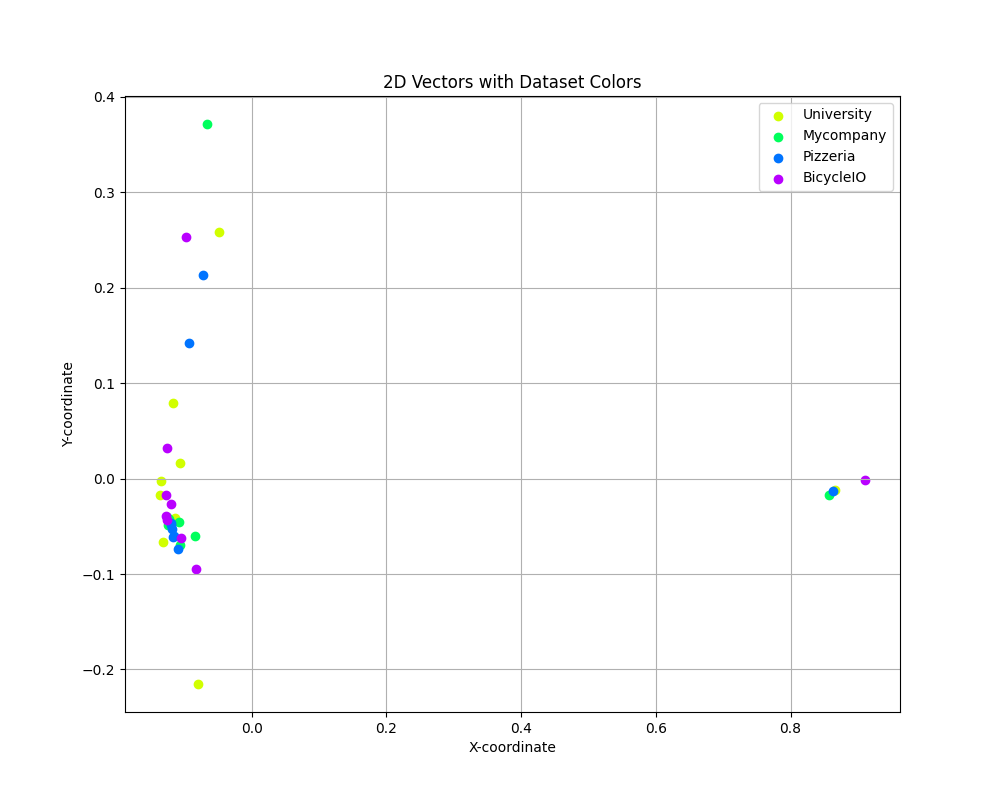 2D Vectors with Dataset Colors
University
Mycompany
Pizzeria
BicycleIO
0.4
0.3
0.2
0.1
0.0
−0.1
−0.2
Y-coordinate
0.0 0.2 0.4 0.6 0.8
X-coordinate